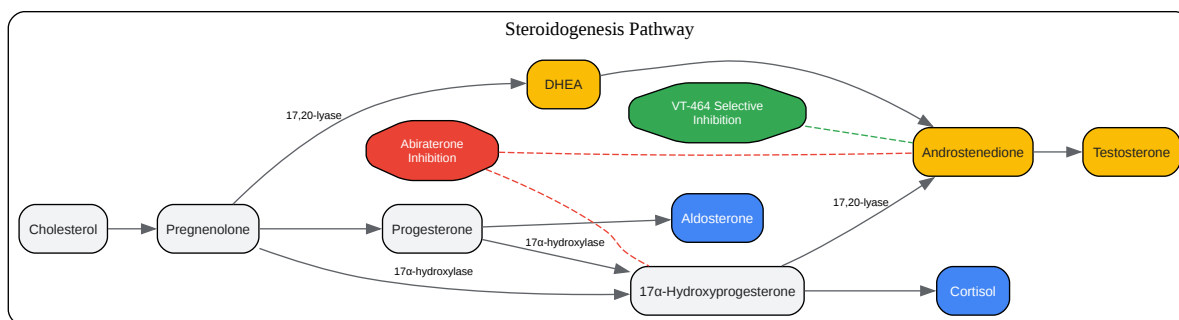 Steroidogenesis Pathway
DHEA
VT-464 Selective
Inhibition
17,20-lyase
Abiraterone
Inhibition
Androstenedione
Testosterone
Cholesterol
Pregnenolone
Progesterone
Aldosterone
17,20-lyase
17α-hydroxylase
17α-hydroxylase
17α-Hydroxyprogesterone
Cortisol